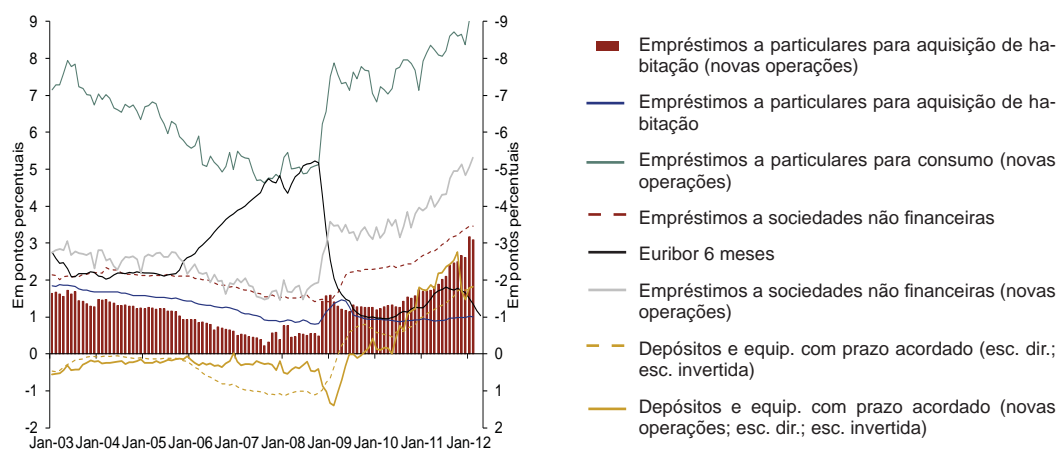 9
8
7
6
5
4
3
2
1
0
-1
-2
Em pontos percentuais
-9
-8
-7
-6
-5
-4
-3
-2
-1
0
1
2
Em pontos percentuais
Jan-03 Jan-04 Jan-05 Jan-06 Jan-07 Jan-08 Jan-09 Jan-10 Jan-11 Jan-12
Empréstimos a particulares para aquisição de ha-
bitação (novas operações)
Empréstimos a particulares para aquisição de ha-
bitação
Empréstimos a particulares para consumo (novas
operações)
Empréstimos a sociedades não financeiras
Euribor 6 meses
Empréstimos a sociedades não financeiras (novas
operações)
Depósitos e equip. com prazo acordado (esc. dir.;
esc. invertida)
Depósitos e equip. com prazo acordado (novas
operações; esc. dir.; esc. invertida)